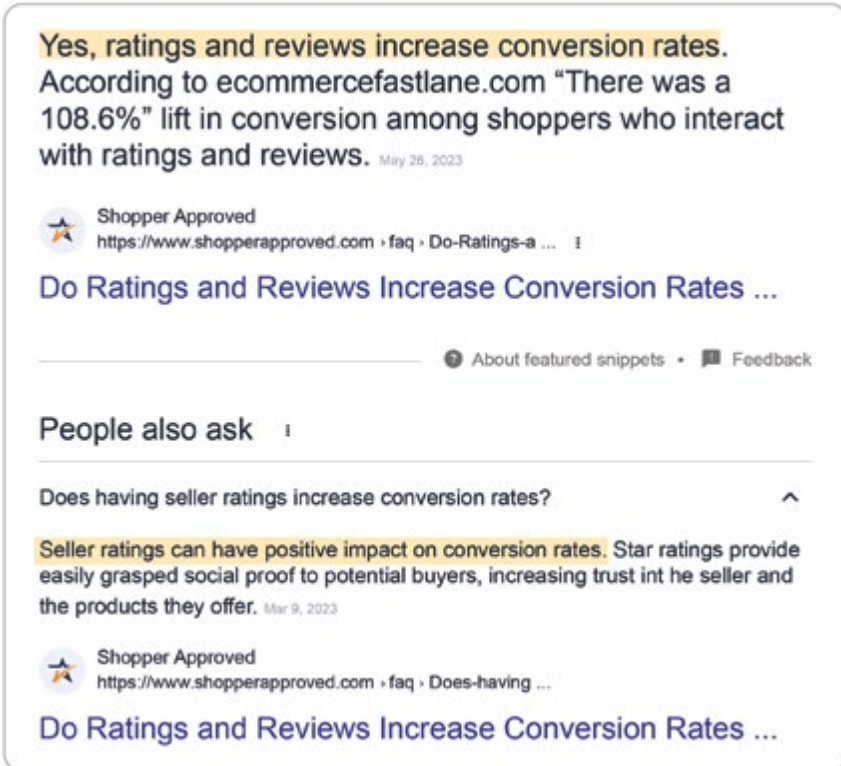 Yes, ratings and reviews increase conversion rates.
According to ecommercefastlane.com “There was a
108.6%” lift in conversion among shoppers who interact
with ratings and reviews. May 26, 2023
Shopper Approved
https://www.shopperapproved.com › faq › Do-Ratings-a ...
Do Ratings and Reviews Increase Conversion Rates ...
About featured snippets • Feedback
People also ask
Does having seller ratings increase conversion rates?
Seller ratings can have positive impact on conversion rates. Star ratings provide
easily grasped social proof to potential buyers, increasing trust int he seller and
the products they offer. Mar 9, 2023
Shopper Approved
https://www.shopperapproved.com › faq › Does-having ...
Do Ratings and Reviews Increase Conversion Rates ...